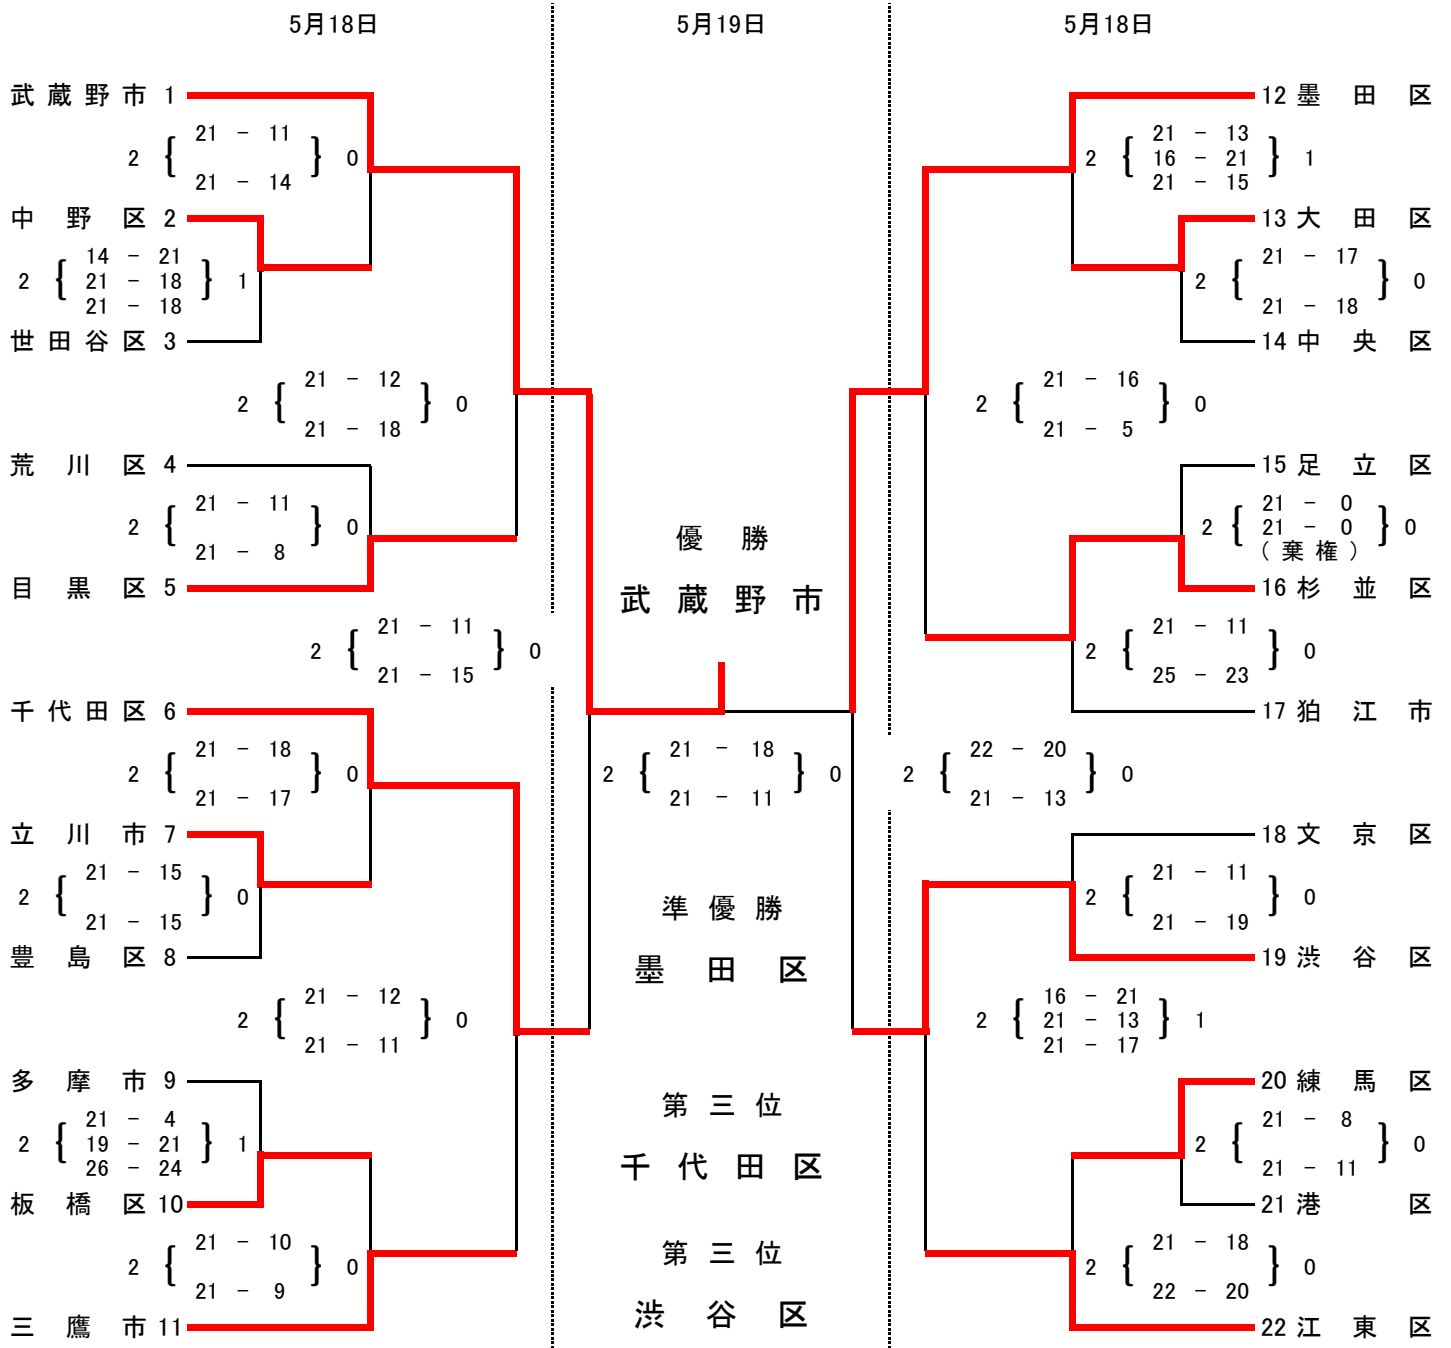 5月18日
5月19日
5月18日
武蔵野市 1
2 { 21 - 11 } 0
21 - 14
中野区 2
2 { 14 - 21 } 1
21 - 18
21 - 18
世田谷区 3
2 { 21 - 12 } 0
21 - 18
荒川区 4
2 { 21 - 11 } 0
21 - 8
目黒区 5
2 { 21 - 11 } 0
21 - 15
千代田区 6
2 { 21 - 18 } 0
21 - 17
立川市 7
2 { 21 - 15 } 0
21 - 15
豊島区 8
2 { 21 - 12 } 0
21 - 11
多摩市 9
2 { 21 - 4 } 1
19 - 21
26 - 24
板橋区 10
2 { 21 - 10 } 0
21 - 9
三鷹市 11
優勝
武蔵野市
2 { 21 - 18 } 0
21 - 11
準優勝
墨田区
第三位
千代田区
第三位
渋谷区
12 墨田区
2 { 21 - 13 } 1
16 - 21
21 - 15
13 大田区
2 { 21 - 17 } 0
21 - 18
14 中央区
2 { 21 - 16 } 0
21 - 5
15 足立区
2 { 21 - 0 } 0
21 - 0
(棄権)
16 杉並区
2 { 21 - 11 } 0
25 - 23
17 狛江市
2 { 22 - 20 } 0
21 - 13
18 文京区
2 { 21 - 11 } 0
21 - 19
19 渋谷区
2 { 16 - 21 } 1
21 - 13
21 - 17
20 練馬区
2 { 21 - 8 } 0
21 - 11
21 港区
2 { 21 - 18 } 0
22 - 20
22 江東区